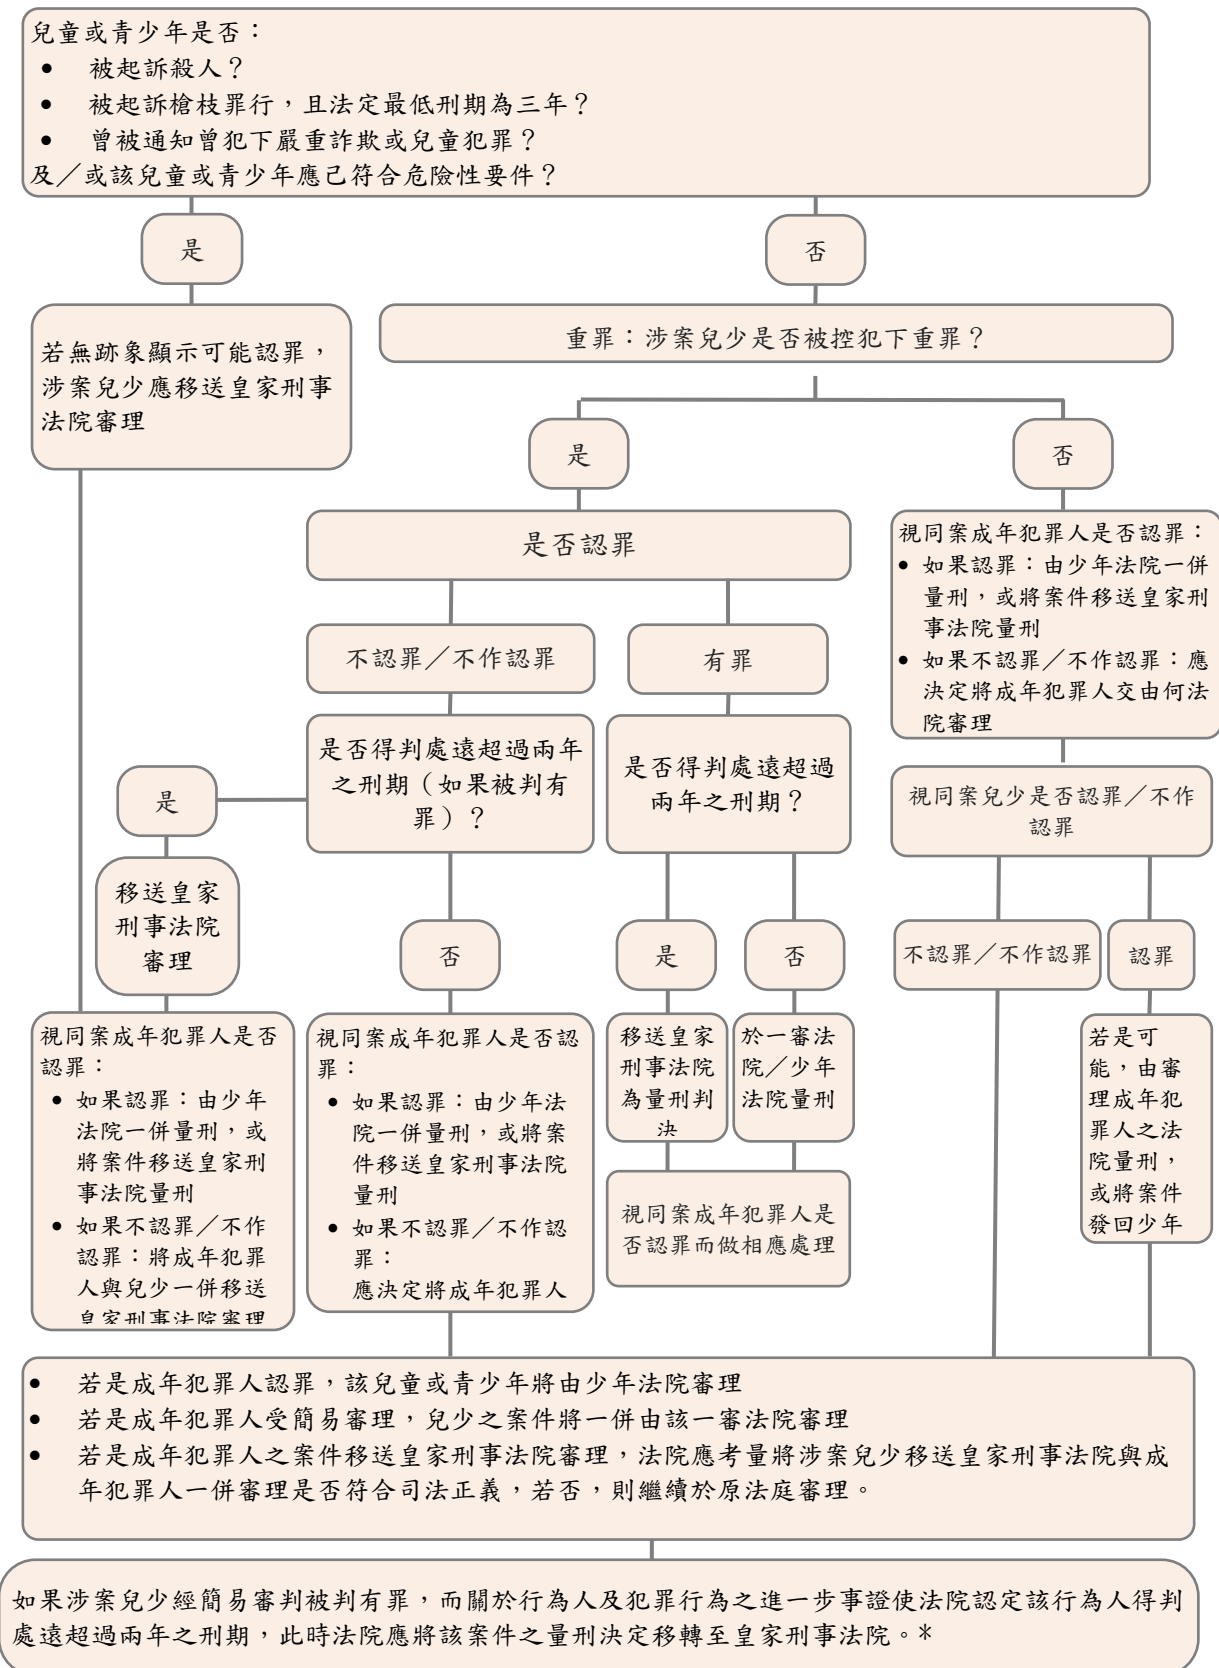 兒童或青少年是否：
• 被起訴殺人？
• 被起訴槍枝罪行，且法定最低刑期為三年？
• 曾被通知曾犯下嚴重詐欺或兒童犯罪？
及／或該兒童或青少年應已符合危險性要件？
是
否
若無跡象顯示可能認罪，
涉案兒少應移送皇家刑事
法院審理
重罪：涉案兒少是否被控犯下重罪？
是
否
是否認罪
視同案成年犯罪人是否認罪：
• 如果認罪：由少年法院一併
量刑，或將案件移送皇家刑
事法院量刑
• 如果不認罪／不作認罪：應
決定將成年犯罪人交由何法
院審理
不認罪／不作認罪
有罪
是否得判處遠超過兩年
之刑期（如果被判有
罪）？
是否得判處遠超過
兩年之刑期？
是
視同案兒少是否認罪／不作
認罪
移送皇家
刑事法院
審理
否
是
否
不認罪／不作認罪
認罪
視同案成年犯罪人是否
認罪：
• 如果認罪：由少年
法院一併量刑，或
將案件移送皇家刑
事法院量刑
• 如果不認罪／不作
認罪：將成年犯罪
人與兒少一併移送
皇家刑事法院審理
視同案成年犯罪人是否認
罪：
• 如果認罪：由少年法
院一併量刑，或將案
件移送皇家刑事法院
量刑
• 如果不認罪／不作認
罪：
應決定將成年犯罪人
移送皇家
刑事法院
為量刑判
決
於一審法
院／少年
法院量刑
視同案成年犯罪人是
否認罪而做相應處理
若是可
能，由審
理成年犯
罪人之法
院量刑，
或將案件
發回少年
• 若是成年犯罪人認罪，該兒童或青少年將由少年法院審理
• 若是成年犯罪人受簡易審理，兒少之案件將一併由該一審法院審理
• 若是成年犯罪人之案件移送皇家刑事法院審理，法院應考量將涉案兒少移送皇家刑事法院與成
年犯罪人一併審理是否符合司法正義，若否，則繼續於原法庭審理。
如果涉案兒少經簡易審判被判有罪，而關於行為人及犯罪行為之進一步事證使法院認定該行為人得判
處遠超過兩年之刑期，此時法院應將該案件之量刑決定移轉至皇家刑事法院。*